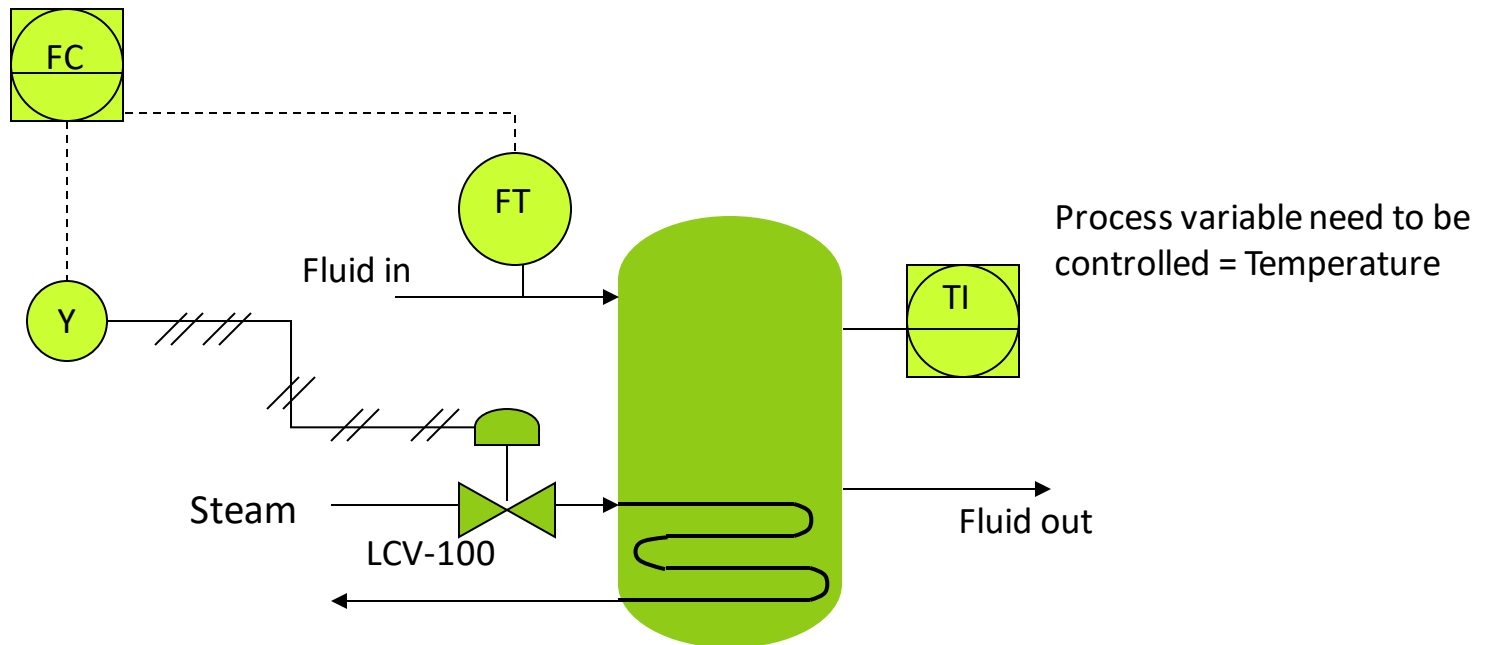 FC
FT
Fluid in
Process variable need to be
controlled = Temperature
TI
Y
Steam
LCV-100
Fluid out